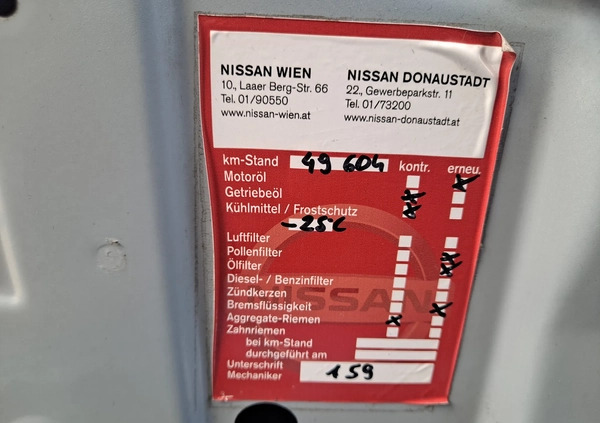 NISSAN WIEN
10., Laaer Berg-Str. 66
Tel. 01/90550
www.nissan-wien.at
NISSAN DONAUSTADT
22., Gewerbeparkstr. 11
Tel. 01/73200
www.nissan-donaustadt.at
km-Stand 49 604 kontr. erneu.
Motoröl x
Getriebeöl x
Kühlmittel / Frostschutz x
-25°C
Luftfilter
Pollenfilter x
Ölfilter x
Diesel- / Benzinfilter
Zündkerzen
NISSAN
Bremsflüssigkeit x
Aggregate-Riemen x
Zahnriemen
bei km-Stand
durchgeführt am
Unterschrift
Mechaniker 159